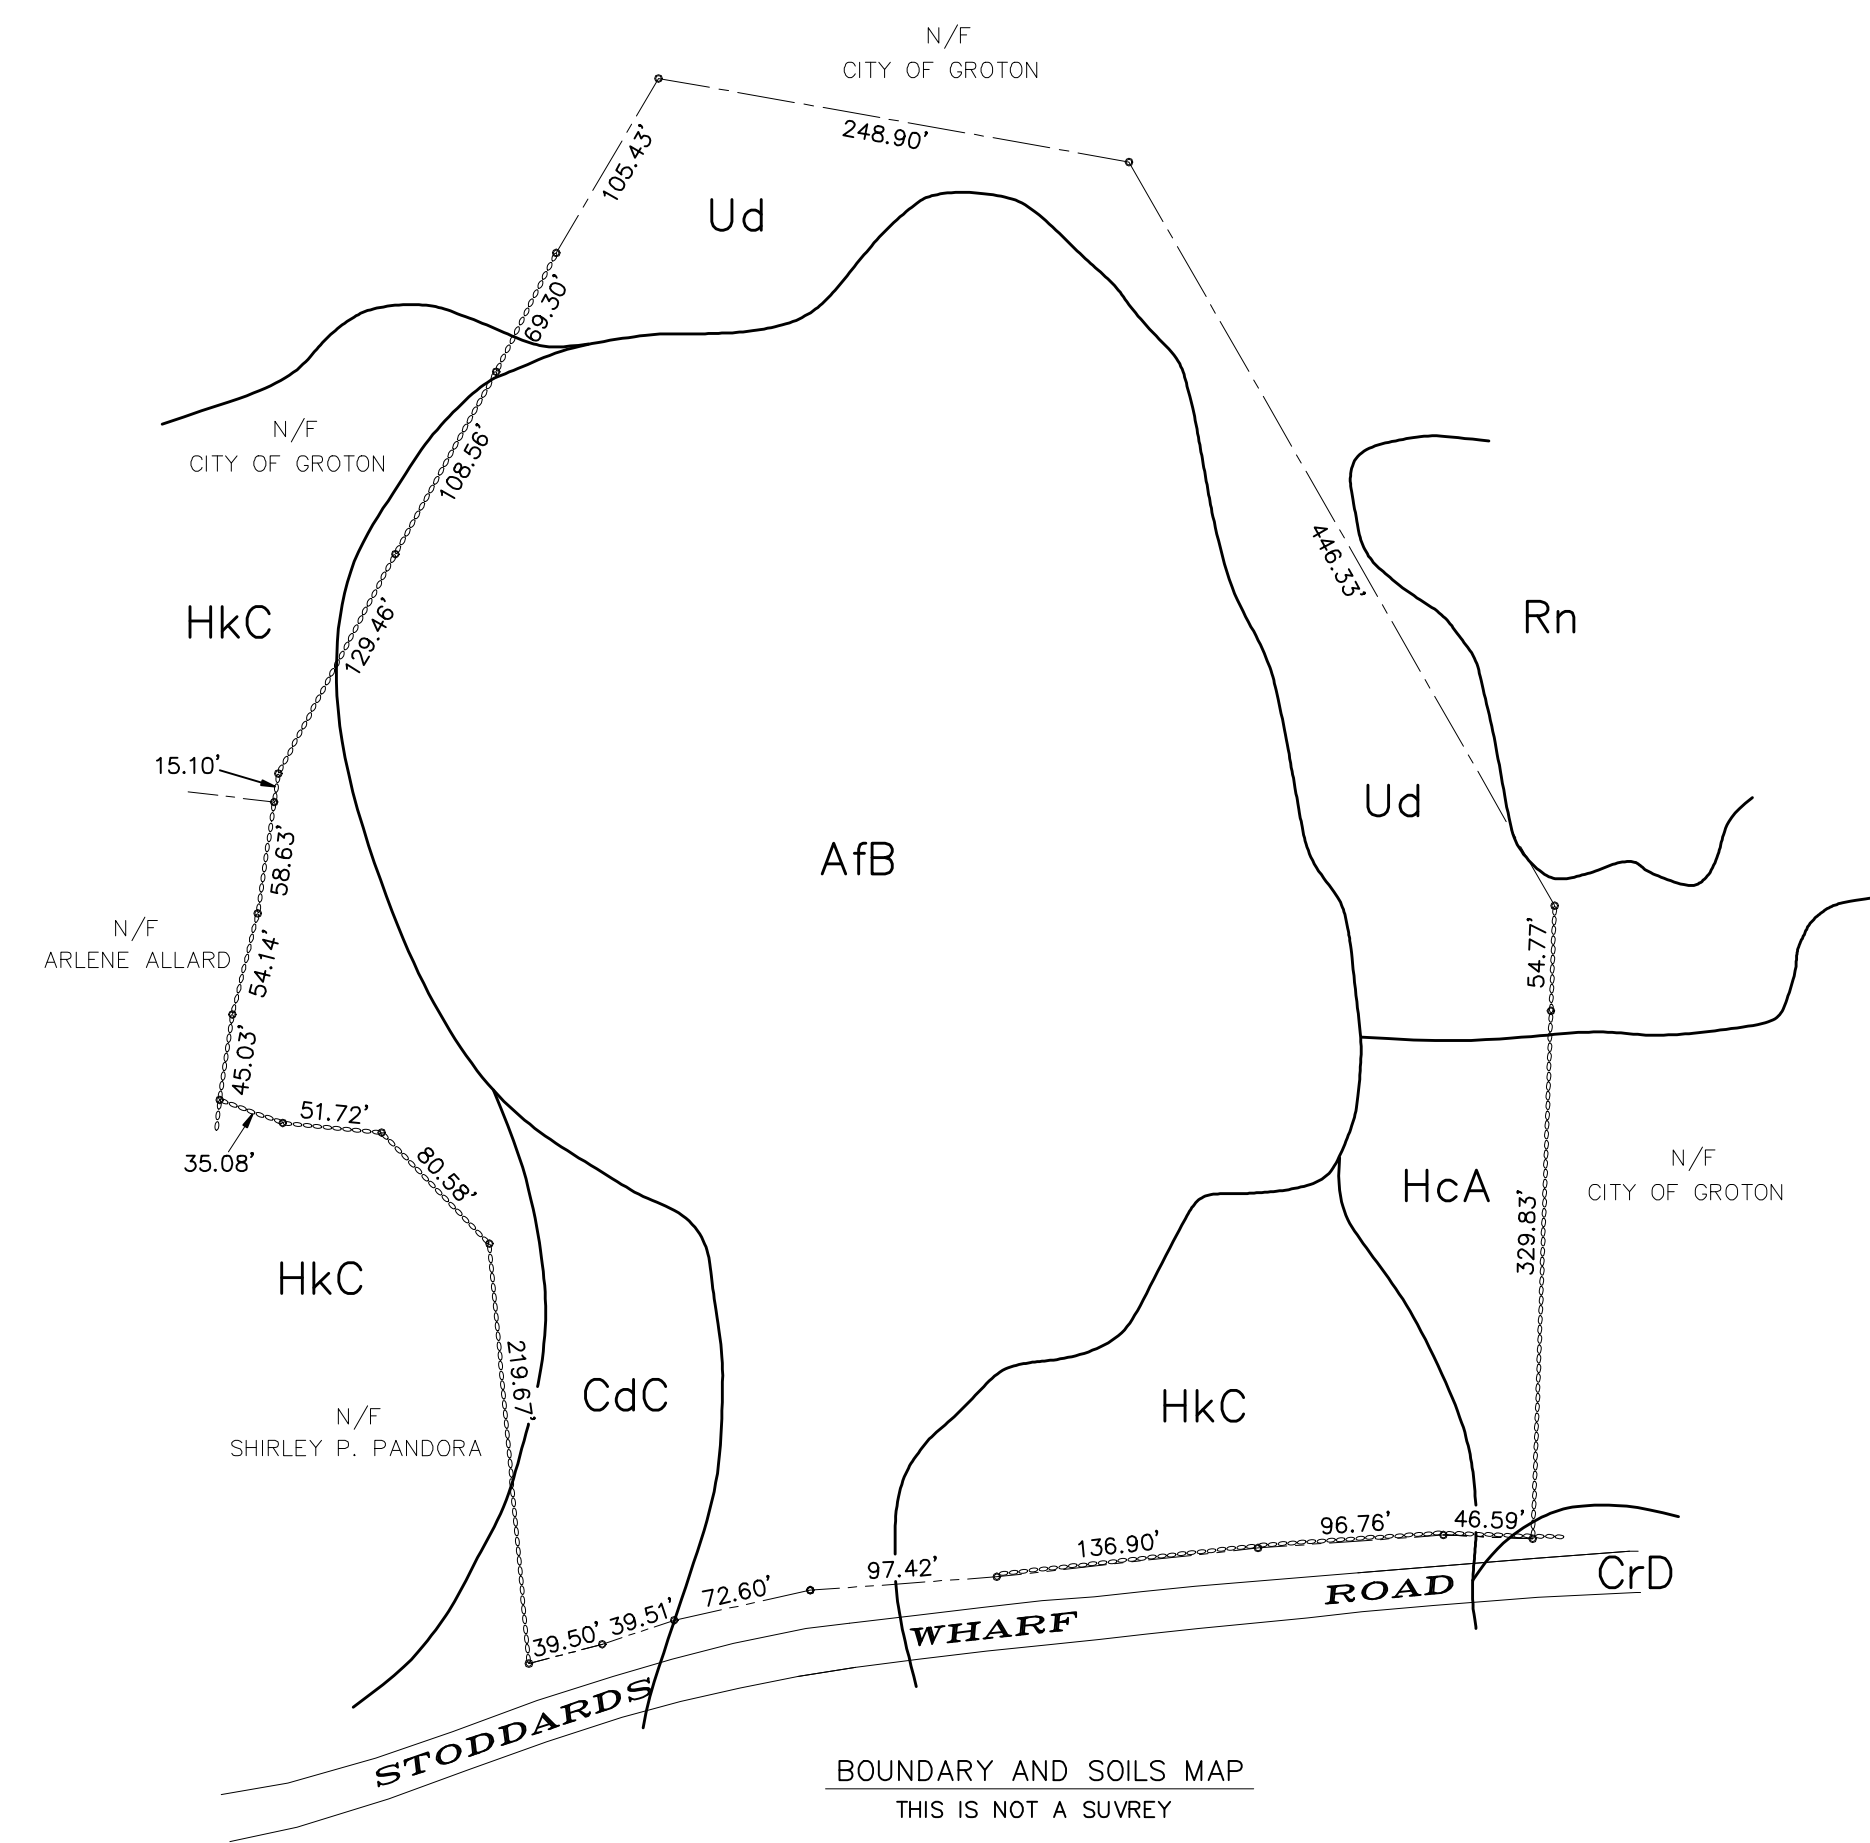 N/F
CITY OF GROTON
248.90'
105.43'
Ud
69.30'
N/F
CITY OF GROTON
108.56'
446.33'
HkC
129.46'
Rn
15.10'
Ud
58.63'
AfB
N/F
ARLENE ALLARD
54.14'
54.77'
45.03'
51.72'
35.08'
80.58'
HcA
N/F
CITY OF GROTON
329.83'
HkC
219.67'
CdC
HkC
N/F
SHIRLEY P. PANDORA
136.90'
96.76'
46.59'
97.42'
72.60'
39.51'
39.50'
CrD
STODDARDS WHARF ROAD
BOUNDARY AND SOILS MAP
THIS IS NOT A SUVREY